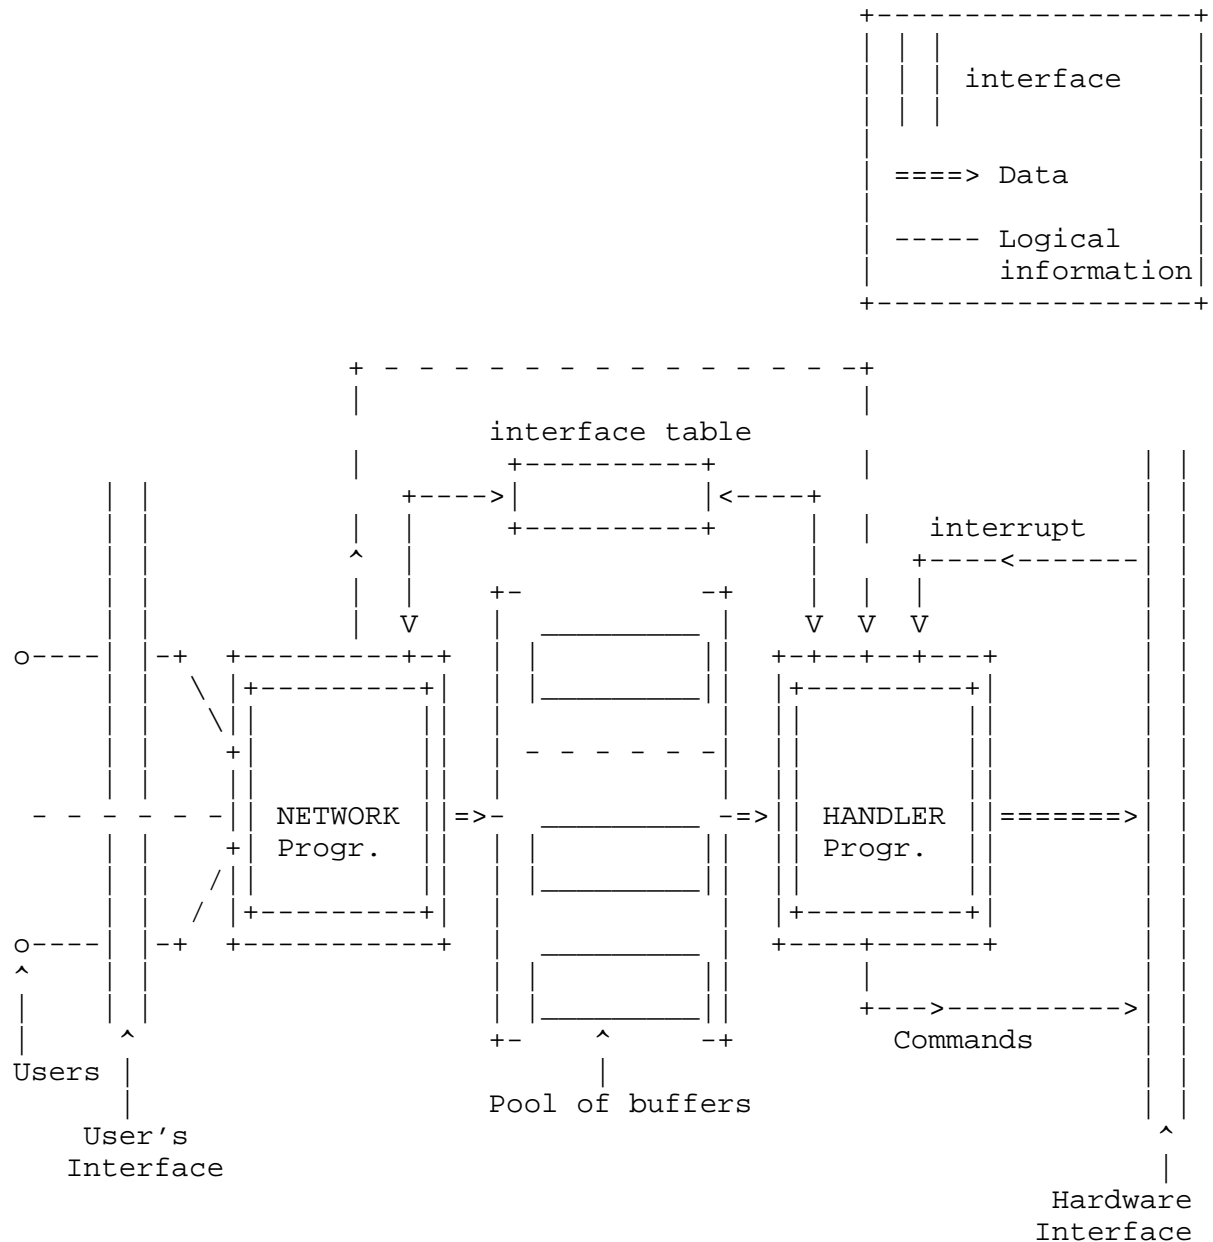 interface
====> Data
----- Logical
information
interface table
interrupt
NETWORK
Progr.
HANDLER
Progr.
Commands
Users
Pool of buffers
User's
Interface
Hardware
Interface